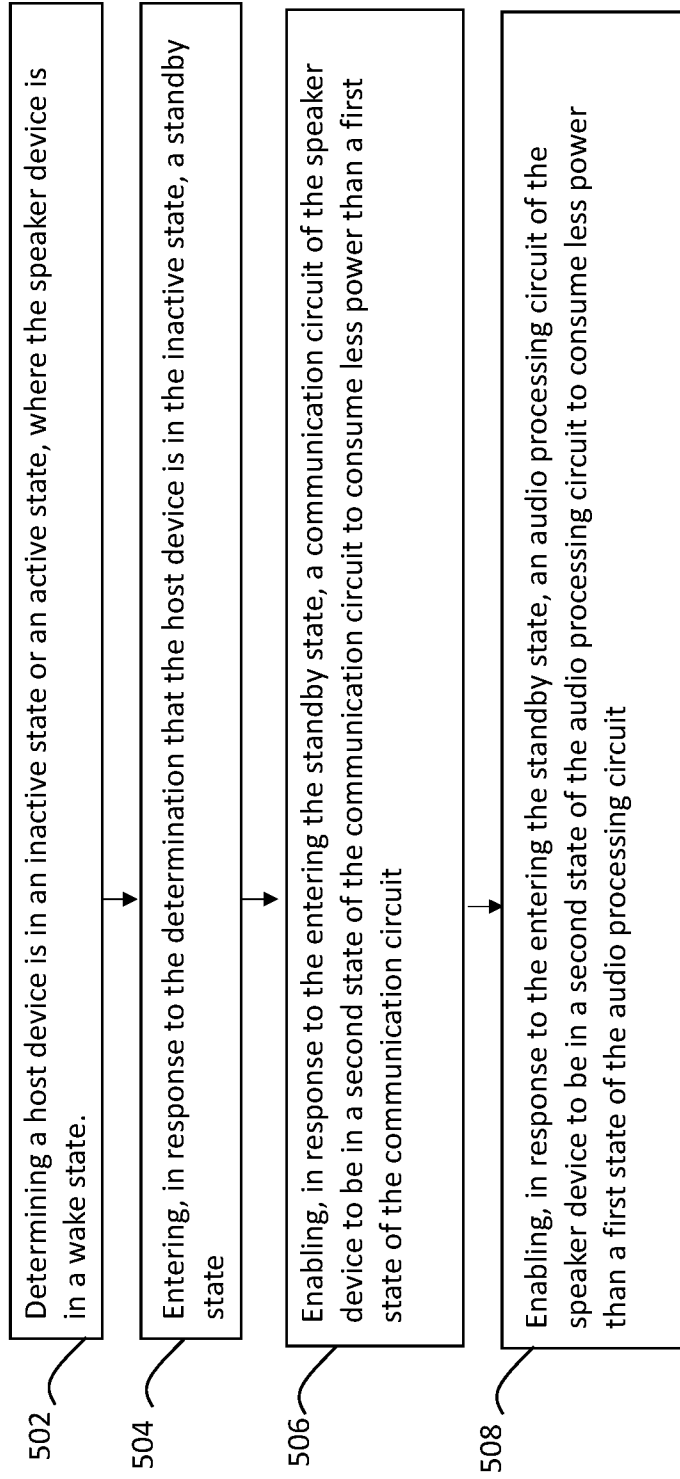 502
Determining a host device is in an inactive state or an active state, where the speaker device is
in a wake state.
504
Entering, in response to the determination that the host device is in the inactive state, a standby
state
506
Enabling, in response to the entering the standby state, a communication circuit of the speaker
device to be in a second state of the communication circuit to consume less power than a first
state of the communication circuit
508
Enabling, in response to the entering the standby state, an audio processing circuit of the
speaker device to be in a second state of the audio processing circuit to consume less power
than a first state of the audio processing circuit